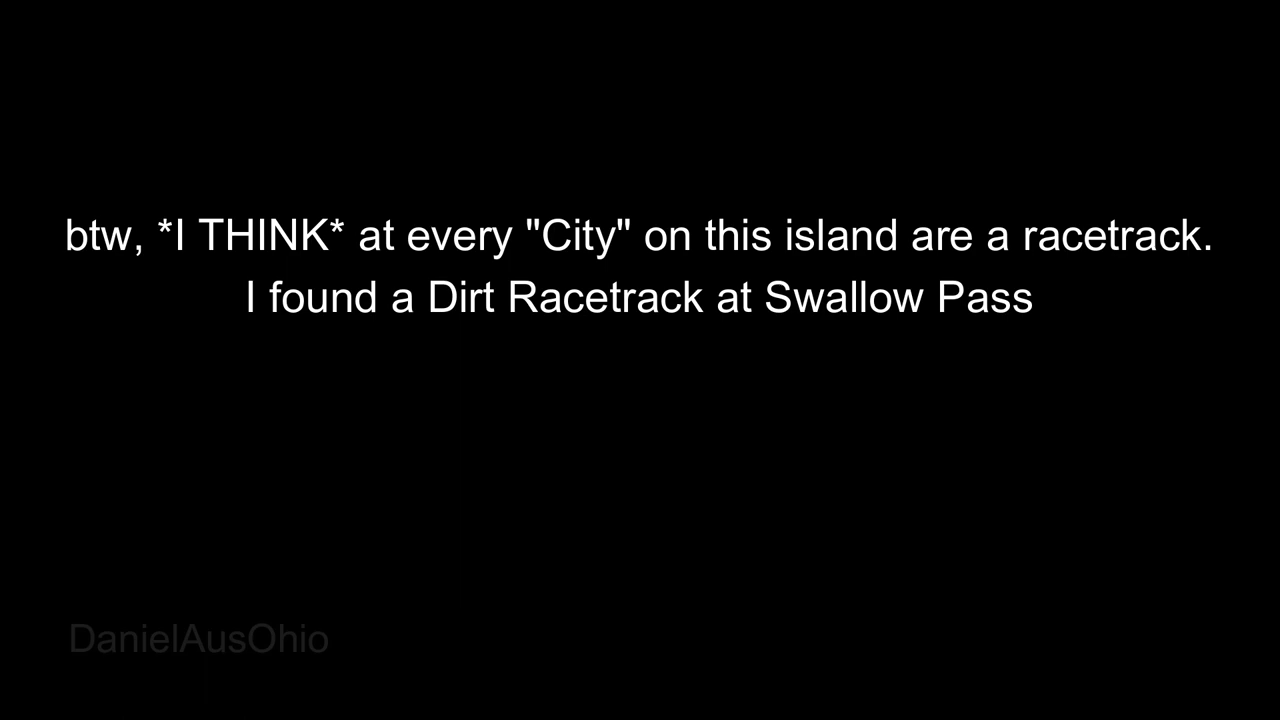 btw, *I THINK* at every "City" on this island are a racetrack.
I found a Dirt Racetrack at Swallow Pass
DanielAusOhio